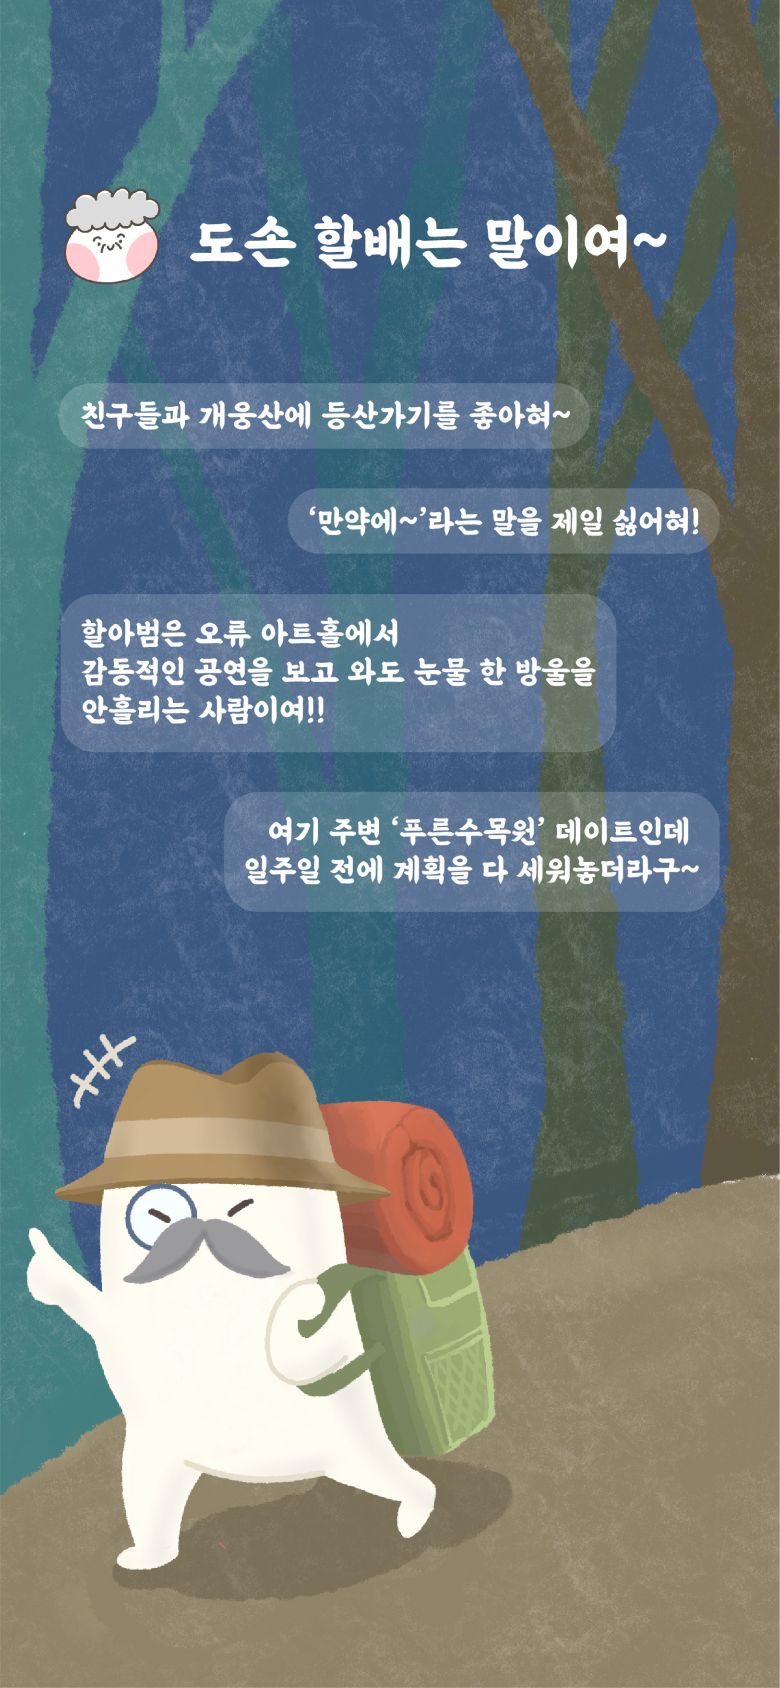 도손 할배는 말이여~
친구들과 개웅산에 등산가기를 좋아혀~
‘만약에~’라는 말을 제일 싫어혀!
할아범은 오류 아트홀에서
감동적인 공연을 보고 와도 눈물 한 방울을
안흘리는 사람이여!!
여기 주변 ‘푸른수목원’ 데이트인데
일주일 전에 계획을 다 세워놓더라구~